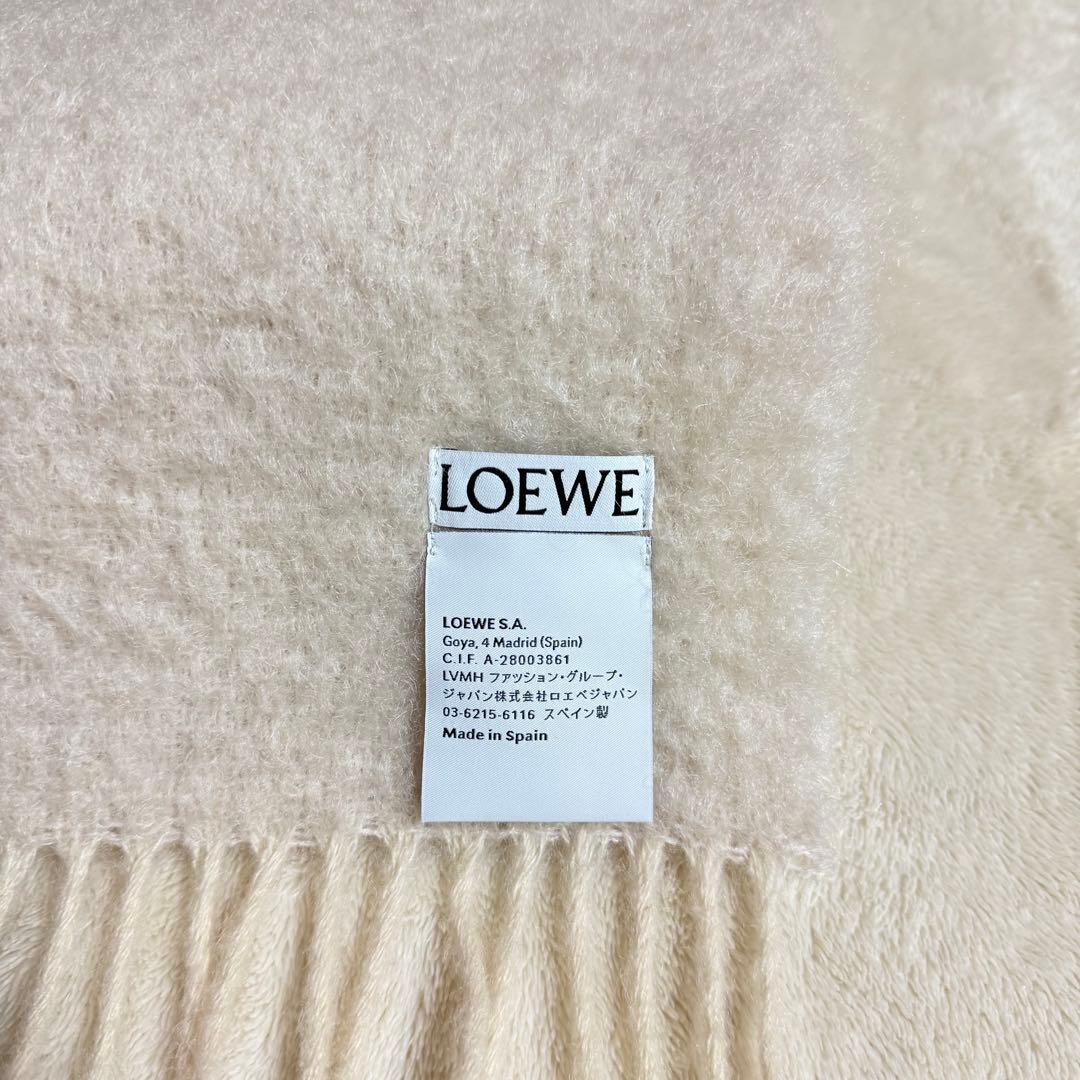 LOEWE
LOEWE S.A.
Goya, 4 Madrid (Spain)
C.I.F. A-28003861
LVMH ファッション・グループ・
ジャパン株式会社ロエベジャパン
03-6215-6116 スペイン製
Made in Spain